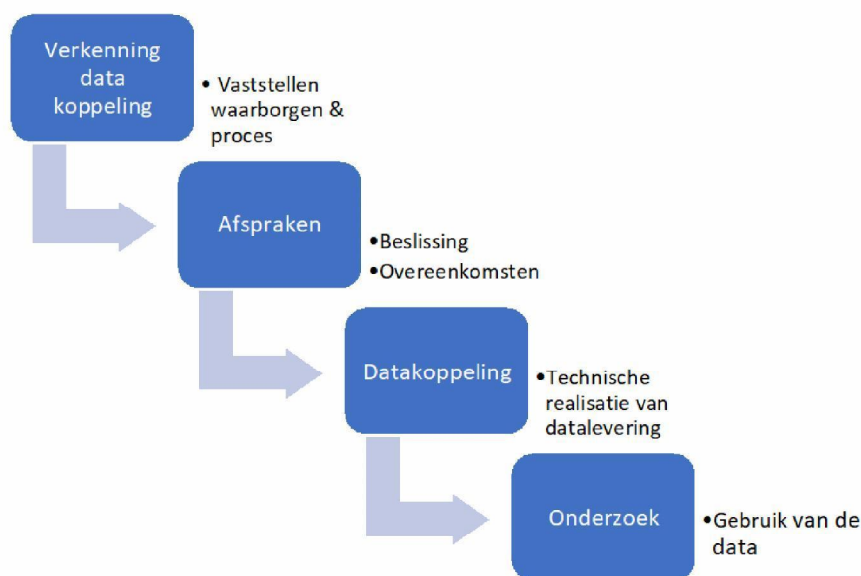 Verkenning
data
koppeling
• Vaststellen
waarborgen &
proces
Afspraken
•Beslissing
•Overeenkomsten
Datakoppeling
•Technische
realisatie van
datalevering
Onderzoek
•Gebruik van de
data